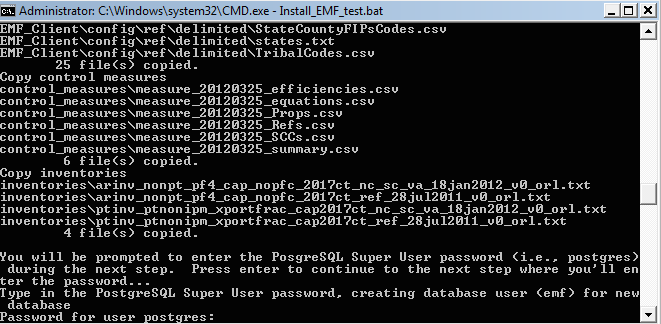 Administrator: C:\Windows\system32\CMD.exe - Install_EMF_test.bat
EMF_Client\config\ref\delimited\StateCountyFIPsCodes.csv
EMF_Client\config\ref\delimited\states.txt
EMF_Client\config\ref\delimited\TribalCodes.csv
25 file(s) copied.
Copy control measures
control_measures\measure_20120325_efficiencies.csv
control_measures\measure_20120325_equations.csv
control_measures\measure_20120325_Props.csv
control_measures\measure_20120325_Refs.csv
control_measures\measure_20120325_SCCs.csv
control_measures\measure_20120325_summary.csv
6 file(s) copied.
Copy inventories
inventories\arinv_nonpt_pf4_cap_nopfc_2017ct_nc_sc_va_18jan2012_v0_orl.txt
inventories\arinv_nonpt_pf4_cap_nopfc_2017ct_ref_28jul2011_v0_orl.txt
inventories\ptinv_ptnonipm_xportfrac_cap2017ct_nc_sc_va_18jan2012_v0_orl.txt
inventories\ptinv_ptnonipm_xportfrac_cap2017ct_ref_28jul2011_v0_orl.txt
4 file(s) copied.
You will be prompted to enter the PosgreSQL Super User password (i.e., postgres)
during the next step.  Press enter to continue to the next step where you'll en
ter the password...
Type in the PostgreSQL Super User password, creating database user (emf) for new
database
Password for user postgres: